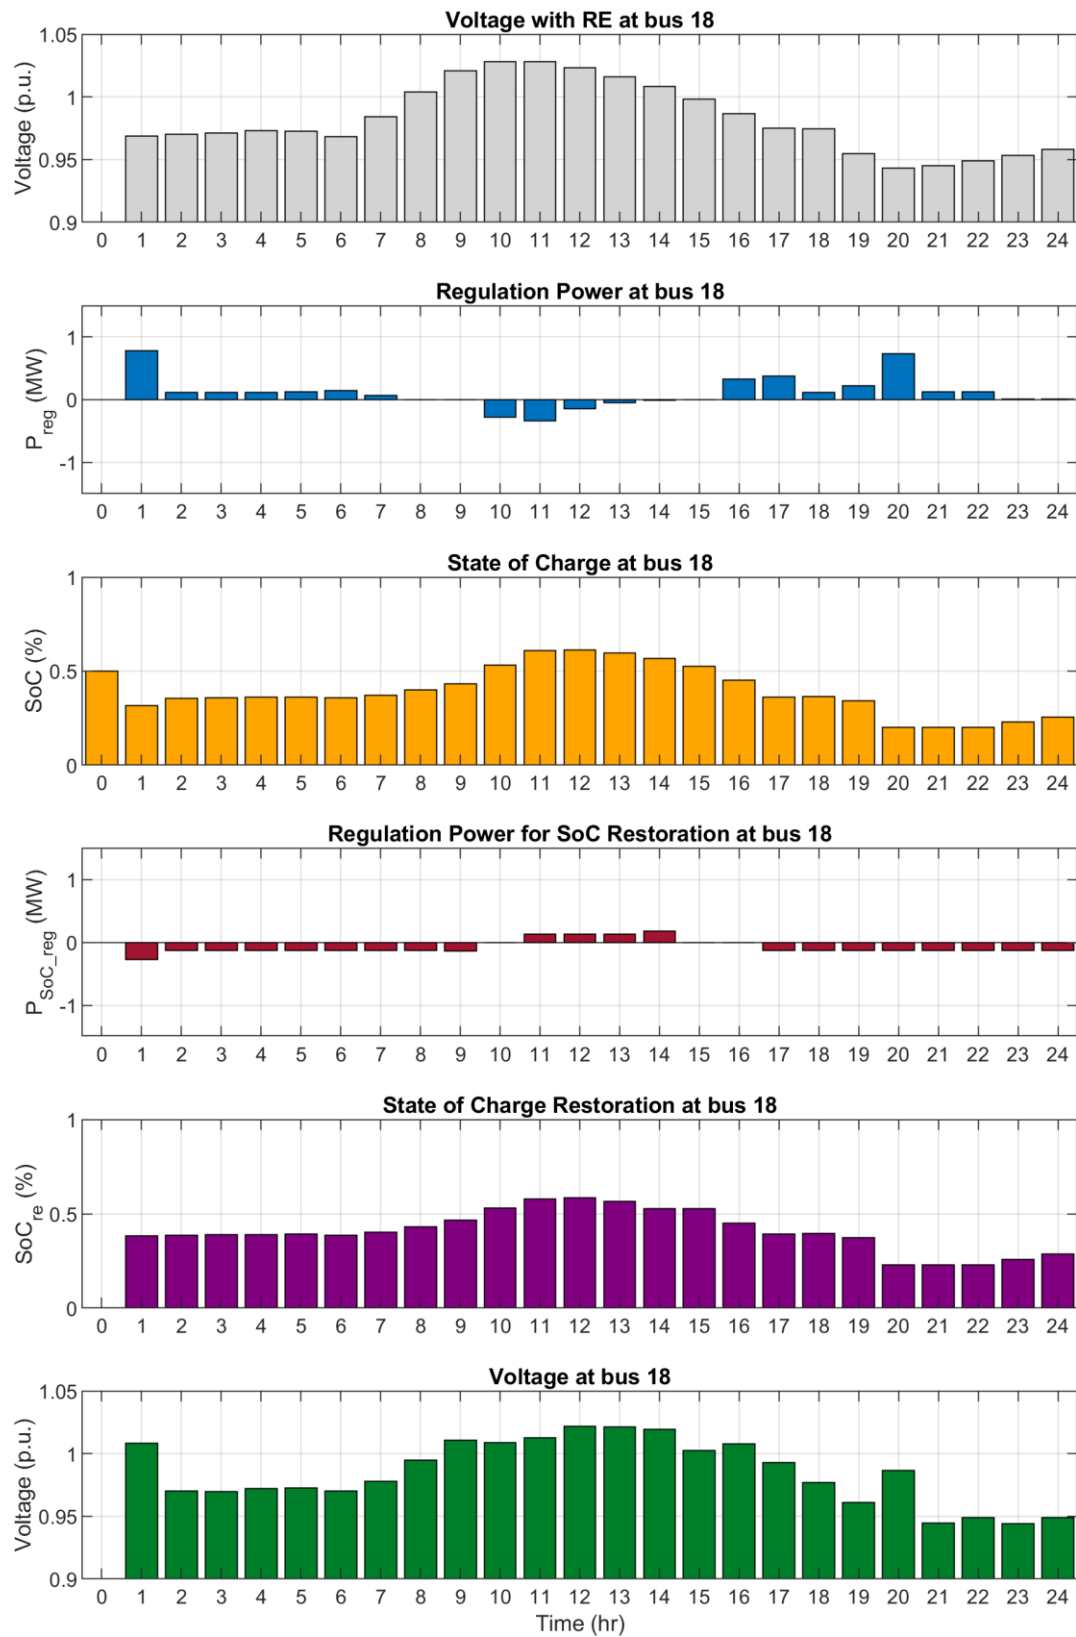 Voltage with RE at bus 18
1.05
1
0.95
0.9
Voltage (p.u.)
0 1 2 3 4 5 6 7 8 9 10 11 12 13 14 15 16 17 18 19 20 21 22 23 24
Regulation Power at bus 18
1
0
-1
P_reg (MW)
0 1 2 3 4 5 6 7 8 9 10 11 12 13 14 15 16 17 18 19 20 21 22 23 24
State of Charge at bus 18
1
0.5
0
SoC (%)
0 1 2 3 4 5 6 7 8 9 10 11 12 13 14 15 16 17 18 19 20 21 22 23 24
Regulation Power for SoC Restoration at bus 18
1
0
-1
P_SoC_reg (MW)
0 1 2 3 4 5 6 7 8 9 10 11 12 13 14 15 16 17 18 19 20 21 22 23 24
State of Charge Restoration at bus 18
1
0.5
0
SoC_re (%)
0 1 2 3 4 5 6 7 8 9 10 11 12 13 14 15 16 17 18 19 20 21 22 23 24
Voltage at bus 18
1.05
1
0.95
0.9
Voltage (p.u.)
0 1 2 3 4 5 6 7 8 9 10 11 12 13 14 15 16 17 18 19 20 21 22 23 24
Time (hr)